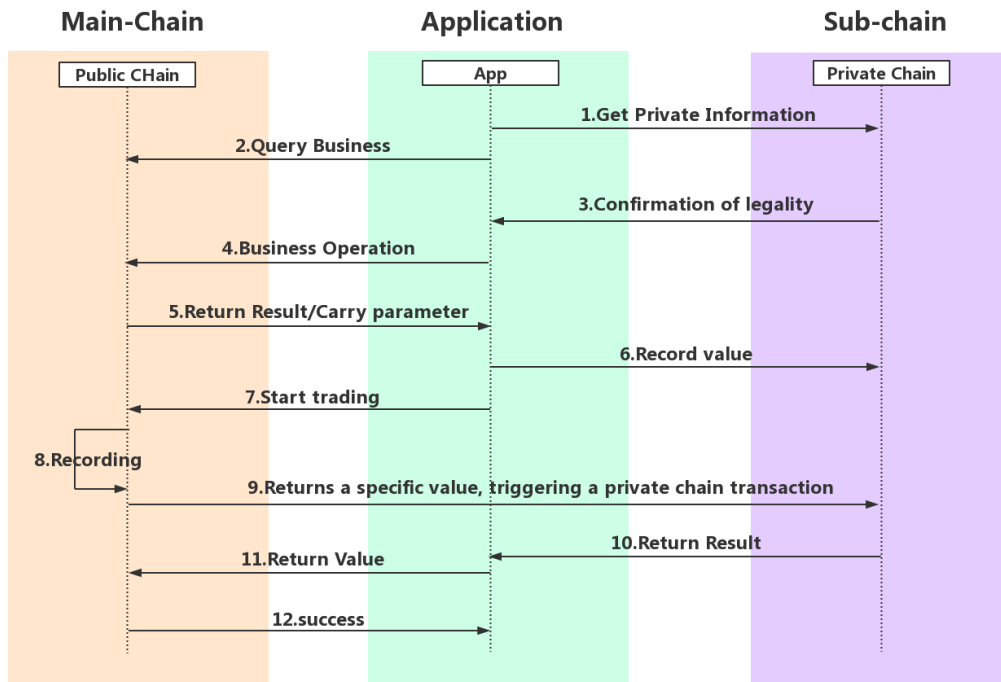 Main-Chain
Application
Sub-chain
Public CHain
App
Private Chain
1.Get Private Information
2.Query Business
3.Confirmation of legality
4.Business Operation
5.Return Result/Carry parameter
6.Record value
7.Start trading
8.Recording
9.Returns a specific value, triggering a private chain transaction
10.Return Result
11.Return Value
12.success